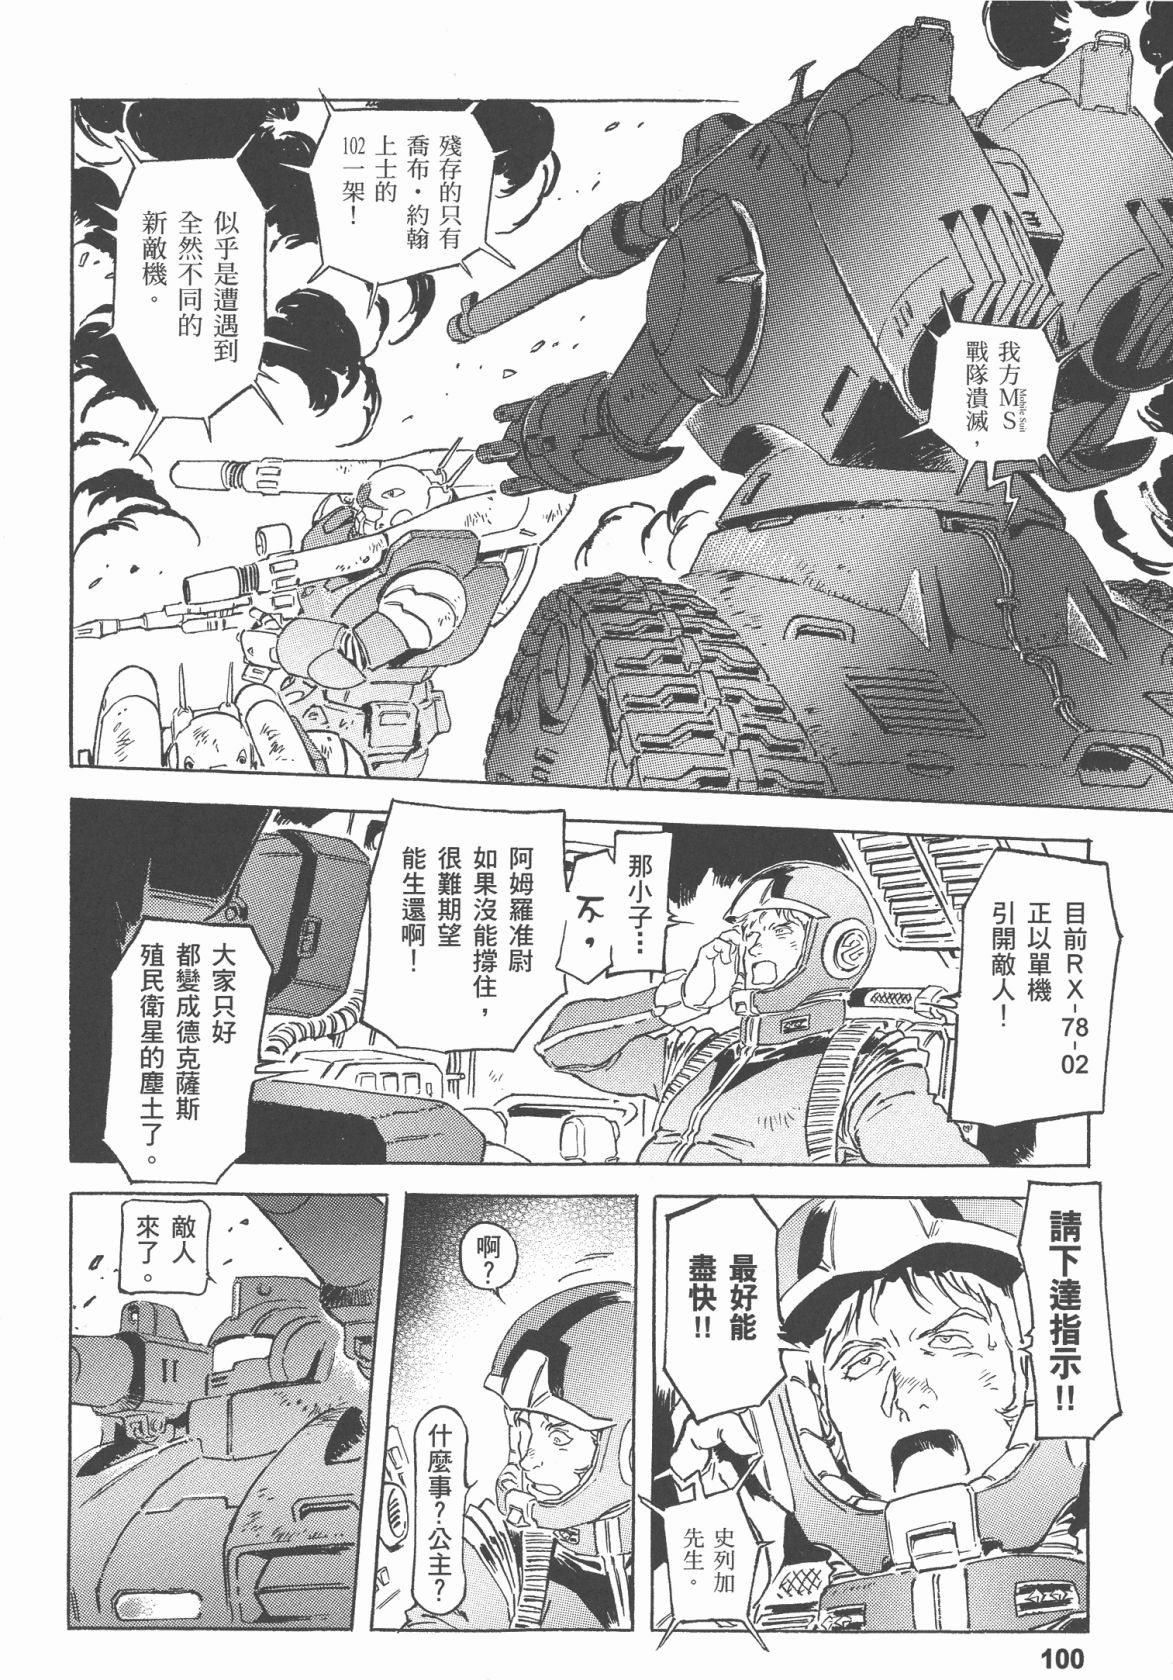 我方MS
Mobile Suit
戰隊潰滅，
殘存的只有
喬布・約翰
上士的
102一架！
似乎是遭遇到
全然不同的
新敵機。
目前RX-78-02
正以單機
引開敵人！
那小子…
不，
阿姆羅准尉
如果沒能撐住，
很難期望
能生還啊！
大家只好
都變成德克薩斯
殖民衛星的塵土了。
請下達指示!!
最好能
盡快!!
史列加
先生。
啊？
什麼事？公主？
敵人
來了。
100